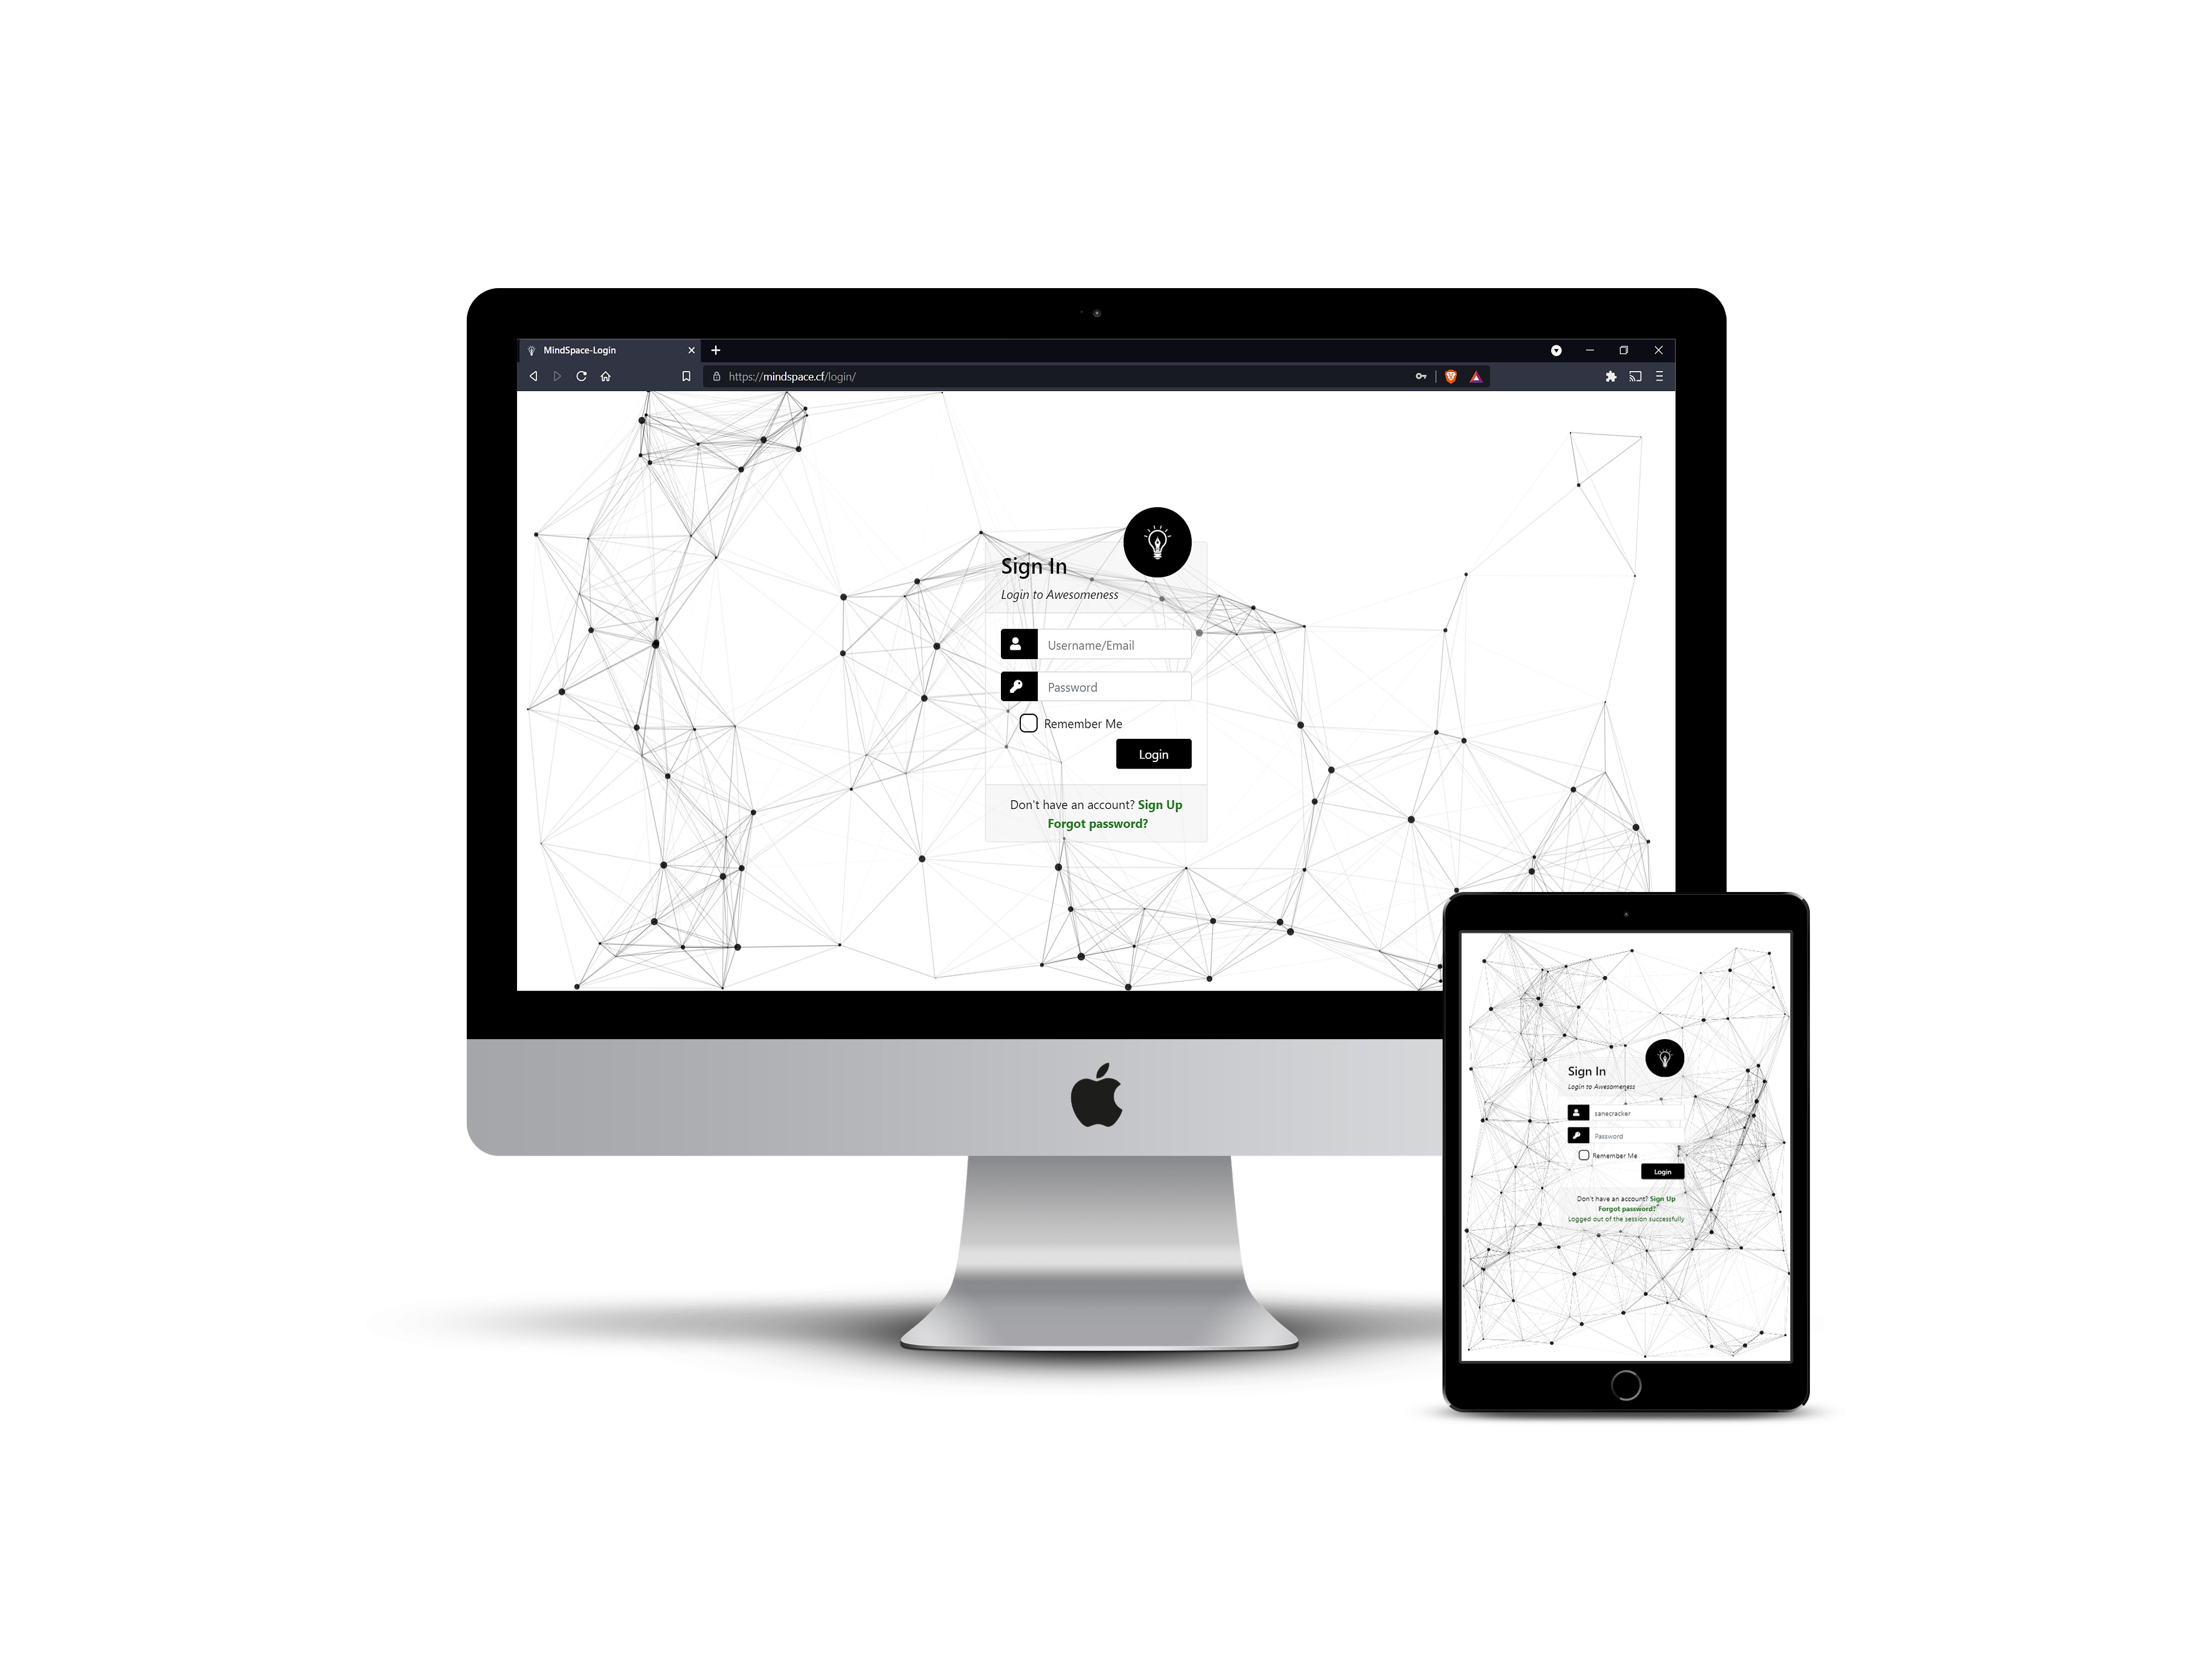 MindSpace-Login
https://mindspace.cf/login/
Sign In
Login to Awesomeness
Username/Email
Password
Remember Me
Login
Don't have an account? Sign Up
Forgot password?
Sign In
Login to Awesomeness
sanecracker
Password
Remember Me
Login
Don't have an account? Sign Up
Forgot password?
Logged out of the session successfully